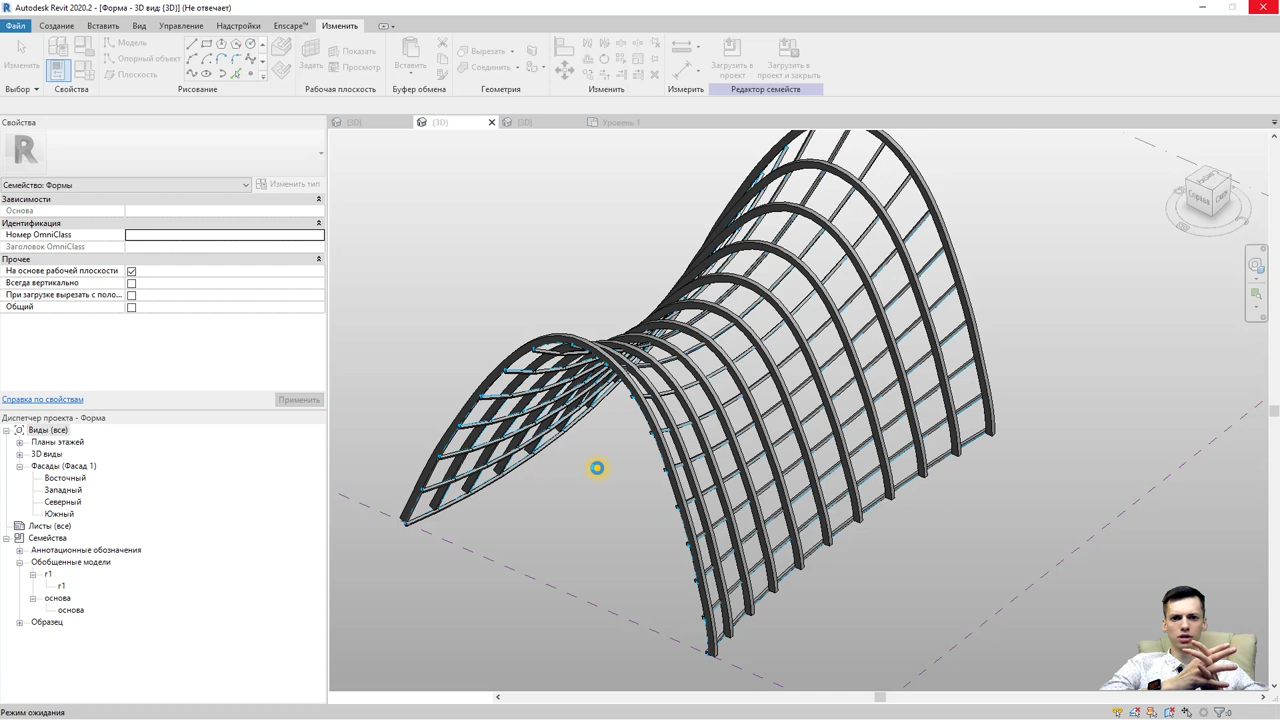 Autodesk Revit 2020.2 - [Форма - 3D вид: {3D}] (Не отвечает)
Файл Создание Вставить Вид Управление Надстройки Enscape™ Изменить
Изменить
Модель
Опорный объект
Плоскость
Задать
Показать
Просмотр
Вставить
Вырезать
Соединить
Загрузить в проект
Загрузить в проект и закрыть
Выбор Свойства Рисование Рабочая плоскость Буфер обмена Геометрия Изменить Измерить Редактор семейств
Свойства
{3D} {3D} {3D} Уровень 1
R
Семейство: Формы Изменить тип
Зависимости
Основа
Идентификация
Номер OmniClass
Заголовок OmniClass
Прочее
На основе рабочей плоскости
Всегда вертикально
При загрузке вырезать с поло...
Общий
Справка по свойствам Применить
Диспетчер проекта - Форма
Виды (все)
Планы этажей
3D виды
Фасады (Фасад 1)
Восточный
Западный
Северный
Южный
Листы (все)
Семейства
Аннотационные обозначения
Обобщенные модели
r1
r1
основа
основа
Образец
Режим ожидания
:0